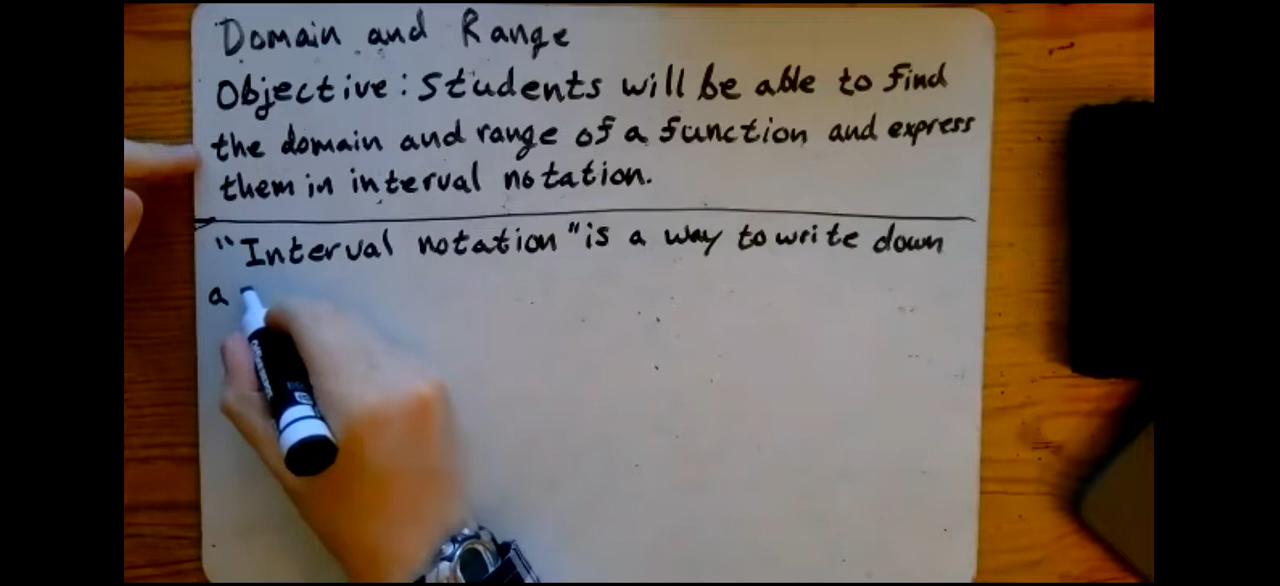 Domain and Range
Objective: Students will be able to find
the domain and range of a function and express
them in interval notation.
"Interval notation" is a way to write down
a